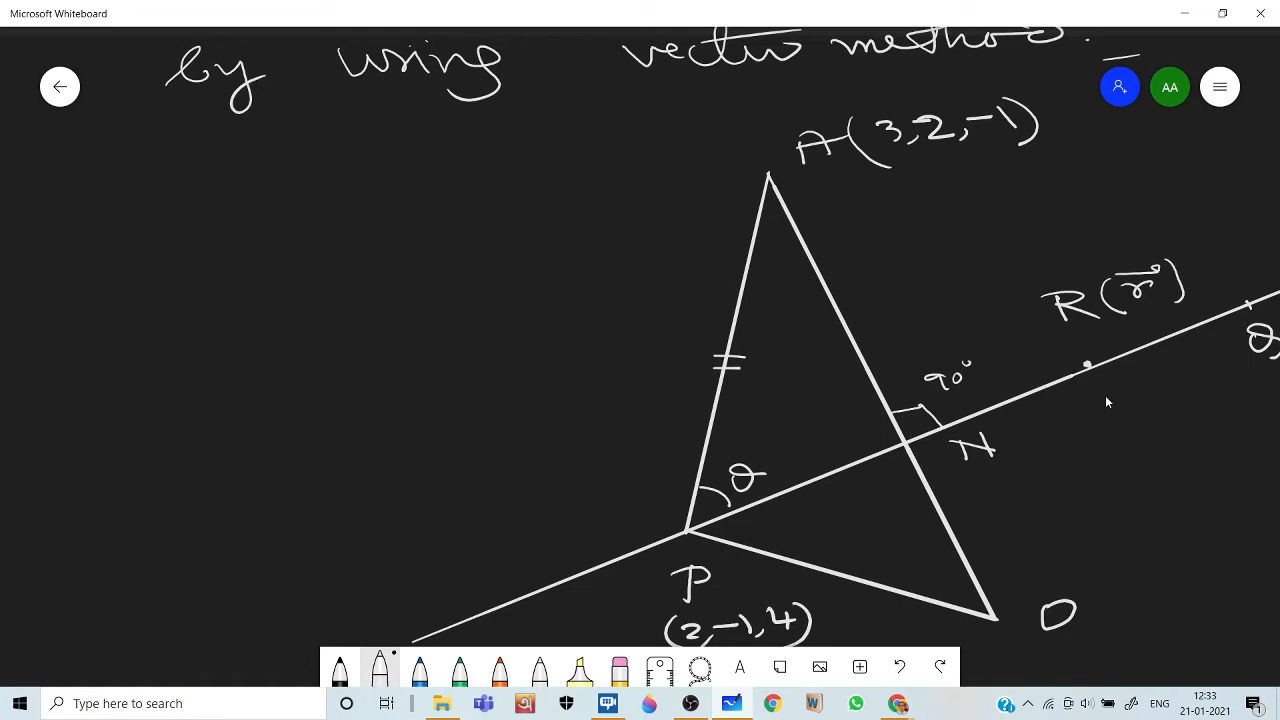 Microsoft Whiteboard
by using vector method.
AA
A(3,2,-1)
R(r⃗)
Q
90°
N
θ
P
(2,-1,4)
D
A
Type here to search
ENG
12:33
21-01-2021